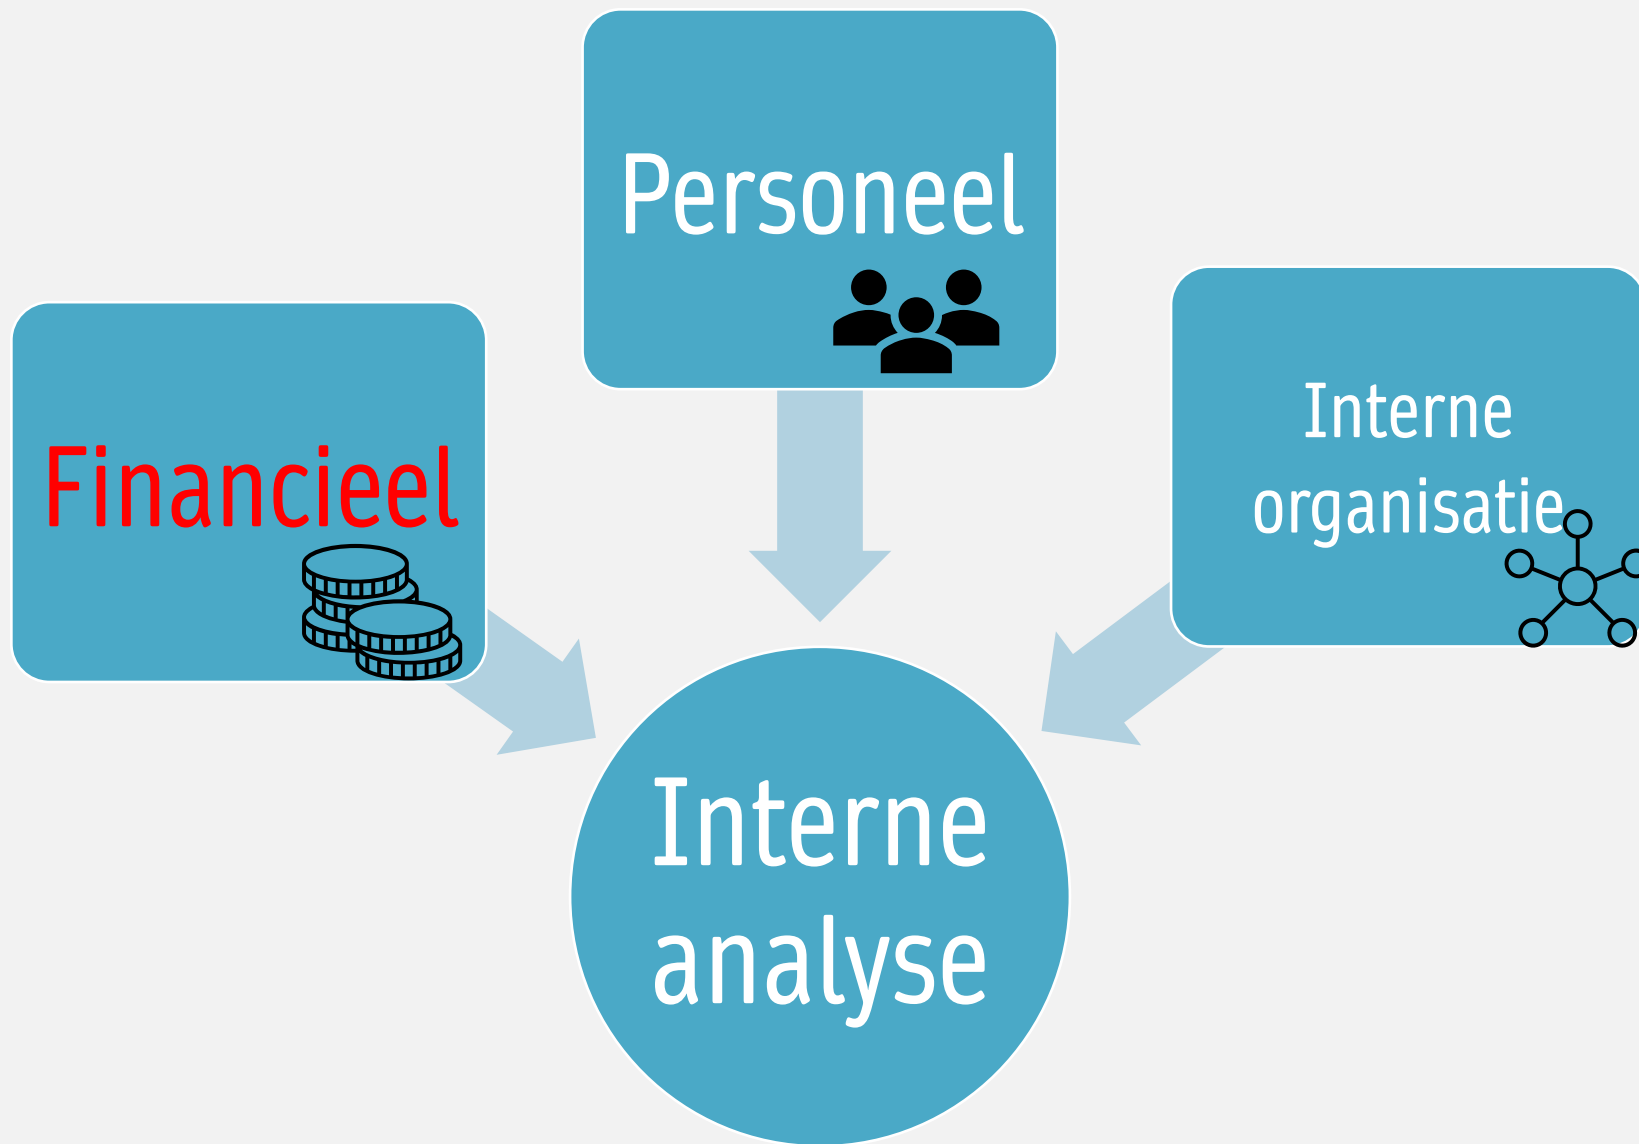 Personeel
Financieel
Interne
organisatie
Interne
analyse